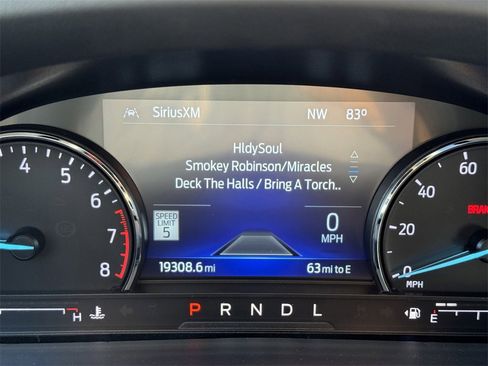 SiriusXM NW 83°
HldySoul
Smokey Robinson/Miracles
Deck The Halls / Bring A Torch..
4 5 6 7 8
SPEED LIMIT 5
0 MPH
19308.6 mi 63 mi to E
0 20 40 60
MPH
H P R N D L E